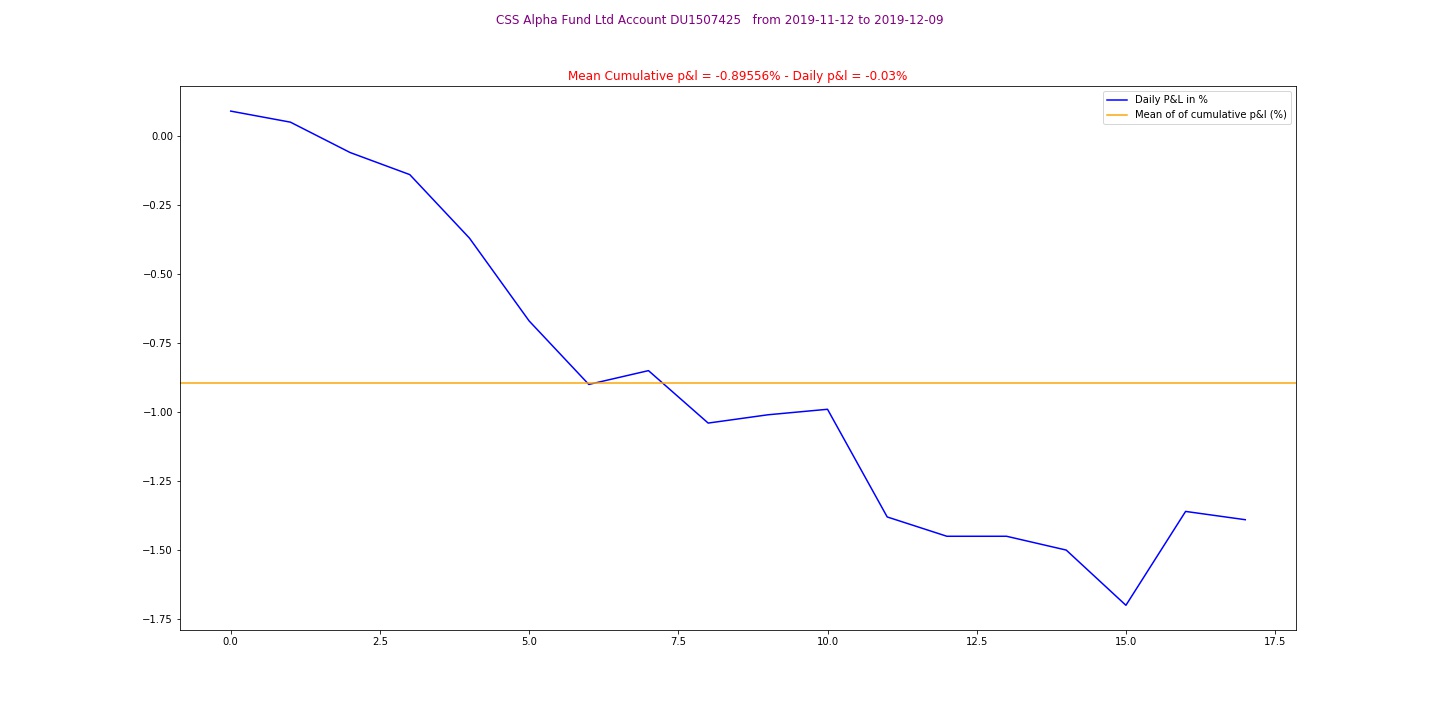 CSS Alpha Fund Ltd Account DU1507425   from 2019-11-12 to 2019-12-09
Mean Cumulative p&l = -0.89556% - Daily p&l = -0.03%
Daily P&L in %
Mean of of cumulative p&l (%)
0.00
−0.25
−0.50
−0.75
−1.00
−1.25
−1.50
−1.75
0.0 2.5 5.0 7.5 10.0 12.5 15.0 17.5